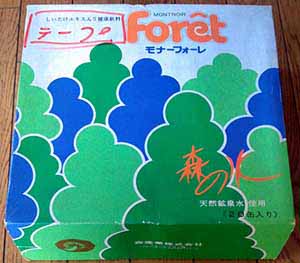 しいたけエキス入り健康飲料
テープ
MONTNOIR
Forêt
モナーフォーレ
森の水
天然鉱泉水使用
(28缶入り)